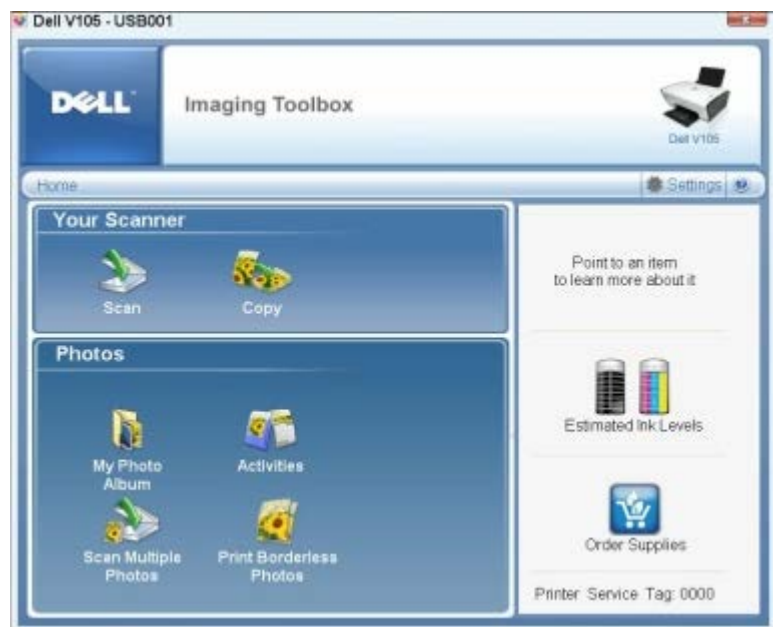 Dell V105 - USB001
DELL
Imaging Toolbox
Dell V105
Home
Settings
?
Your Scanner
Scan
Copy
Point to an item
to learn more about it
Photos
My Photo
Album
Activities
Scan Multiple
Photos
Print Borderless
Photos
Estimated Ink Levels
Order Supplies
Printer Service Tag: 0000